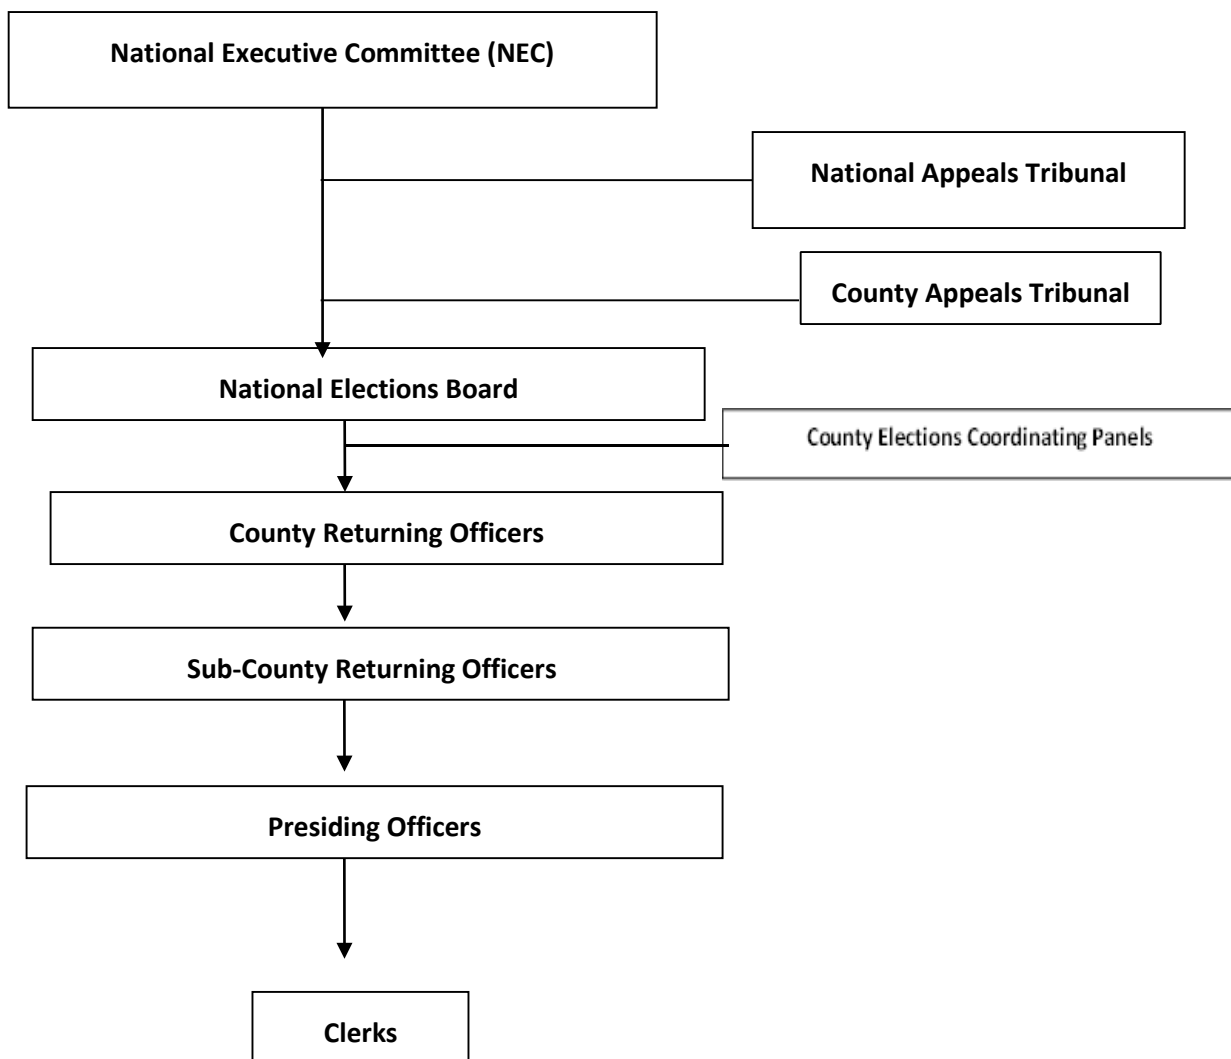 National Executive Committee (NEC)
National Appeals Tribunal
County Appeals Tribunal
National Elections Board
County Elections Coordinating Panels
County Returning Officers
Sub-County Returning Officers
Presiding Officers
Clerks